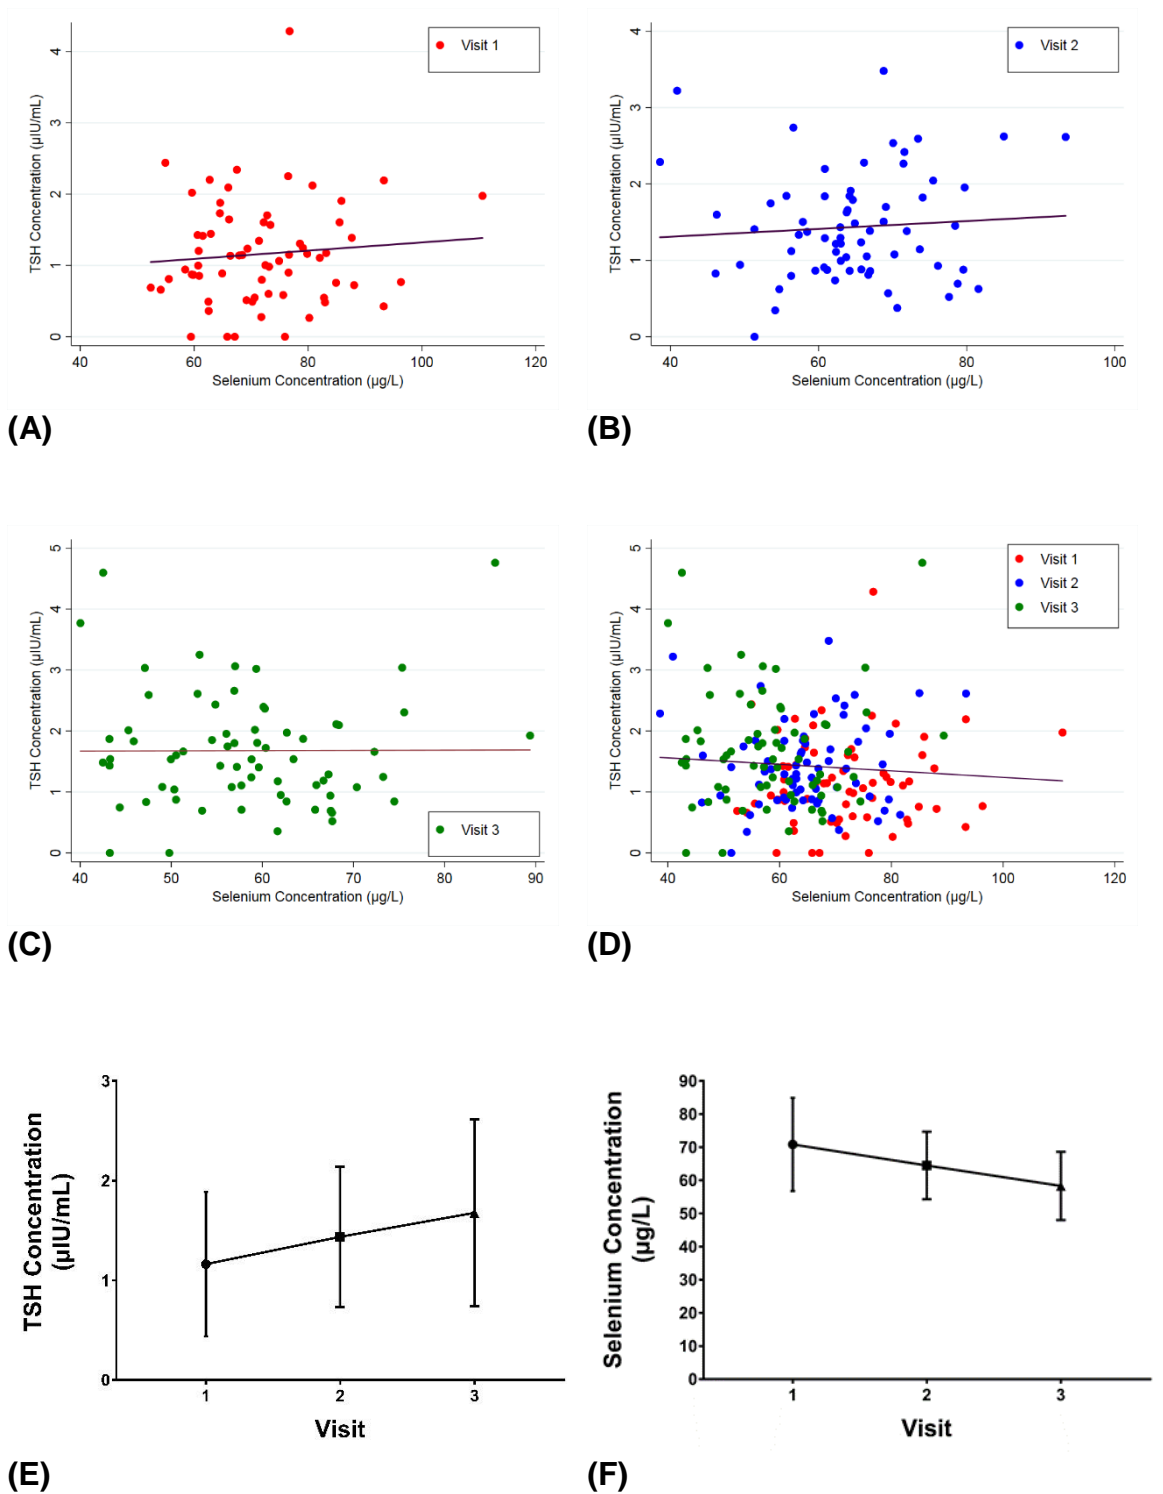 Visit 1
TSH Concentration (µIU/mL)
4
3
2
1
0
40 60 80 100 120
Selenium Concentration (µg/L)
(A)
Visit 2
TSH Concentration (µIU/mL)
4
3
2
1
0
40 60 80 100
Selenium Concentration (µg/L)
(B)
TSH Concentration (µIU/mL)
5
4
3
2
1
0
Visit 3
40 50 60 70 80 90
Selenium Concentration (µg/L)
(C)
Visit 1
Visit 2
Visit 3
TSH Concentration (µIU/mL)
5
4
3
2
1
0
40 60 80 100 120
Selenium Concentration (µg/L)
(D)
TSH Concentration
(µIU/mL)
3
2
1
0
1 2 3
Visit
(E)
Selenium Concentration
(µg/L)
90
80
70
60
50
40
30
20
10
0
1 2 3
Visit
(F)